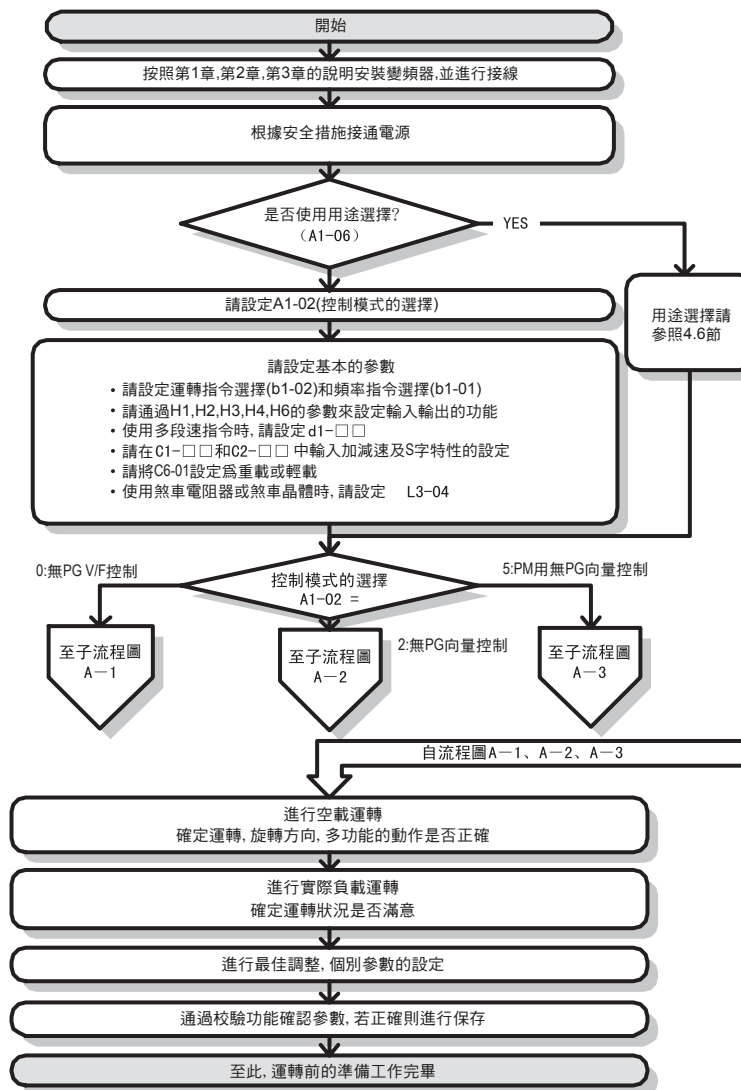 開始
按照第1章,第2章,第3章的說明安裝變頻器,並進行接線
根據安全措施接通電源
是否使用用途選擇?
(A1-06)
YES
請設定A1-02(控制模式的選擇)
用途選擇請
參照4.6節
請設定基本的參數
・請設定運轉指令選擇(b1-02)和頻率指令選擇(b1-01)
・請通過H1,H2,H3,H4,H6的參數來設定輸入輸出的功能
・使用多段速指令時,請設定d1-□□
・請在C1-□□和C2-□□中輸入加減速及S字特性的設定
・請將C6-01設定爲重載或輕載
・使用煞車電阻器或煞車晶體時,請設定 L3-04
0:無PG V/F控制
控制模式的選擇
A1-02 =
5:PM用無PG向量控制
至子流程圖
A－1
至子流程圖
A－2
2:無PG向量控制
至子流程圖
A－3
自流程圖A－1、A－2、A－3
進行空載運轉
確定運轉,旋轉方向,多功能的動作是否正確
進行實際負載運轉
確定運轉狀況是否滿意
進行最佳調整,個別參數的設定
通過校驗功能確認參數,若正確則進行保存
至此,運轉前的準備工作完畢